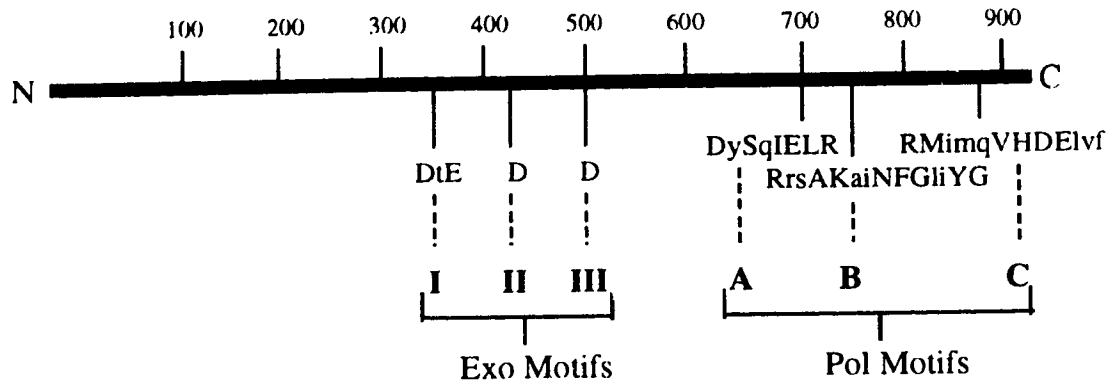 100 200 300 400 500 600 700 800 900
N C
DySqIELR RMimqVHDElvf
DtE D D RrsAKaiNFGliYG
I II III A B C
Exo Motifs Pol Motifs